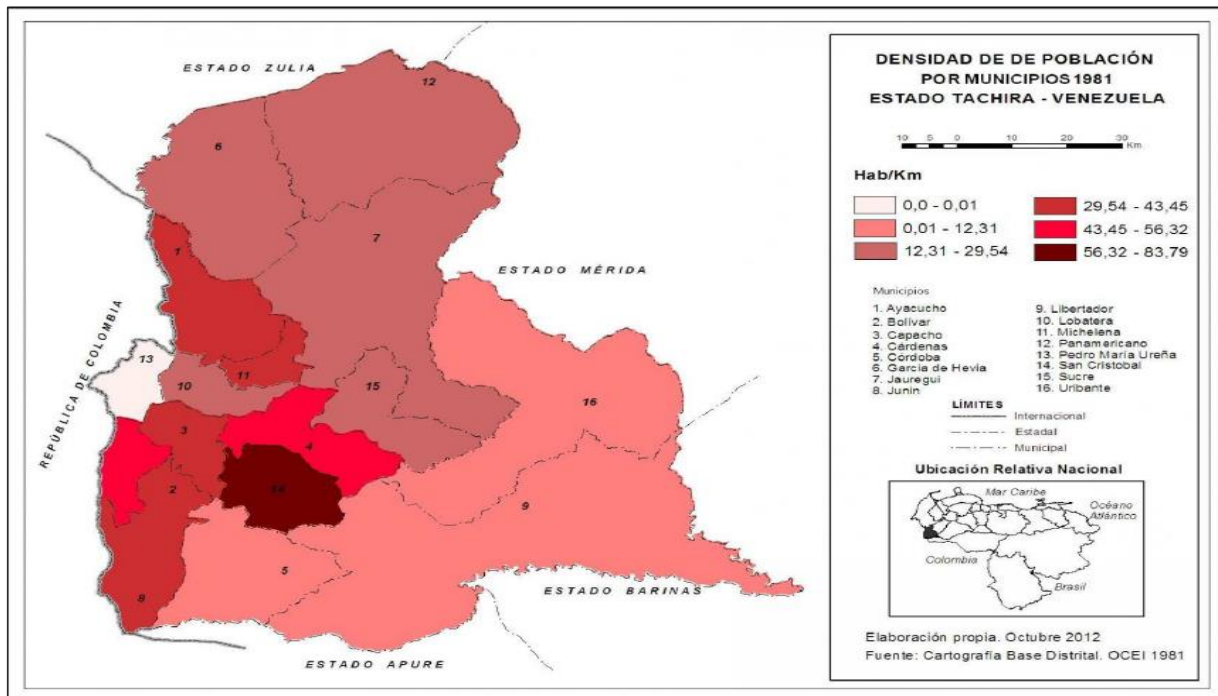 ESTADO ZULIA
12
6
7
1
ESTADO MÉRIDA
REPÚBLICA DE COLOMBIA
13
11
10
15
16
3
4
2
14
9
5
8
ESTADO BARINAS
ESTADO APURE
DENSIDAD DE DE POBLACIÓN
POR MUNICIPIOS 1981
ESTADO TACHIRA - VENEZUELA
10 5 0 10 20 30
Km
Hab/Km
0,0 - 0,01
0,01 - 12,31
12,31 - 29,54
29,54 - 43,45
43,45 - 56,32
56,32 - 83,79
Municipios
1. Ayacucho
2. Bolívar
3. Capacho
4. Cárdenas
5. Córdoba
6. García de Hevia
7. Jauregui
8. Junin
9. Libertador
10. Lobatera
11. Michelena
12. Panamericano
13. Pedro María Ureña
14. San Cristobal
15. Sucre
16. Uribante
LÍMITES
Internacional
Estadal
Municipal
Ubicación Relativa Nacional
Mar Caribe
Océano
Atlántico
Colombia
Brasil
Elaboración propia. Octubre 2012
Fuente: Cartografía Base Distrital. OCEI 1981